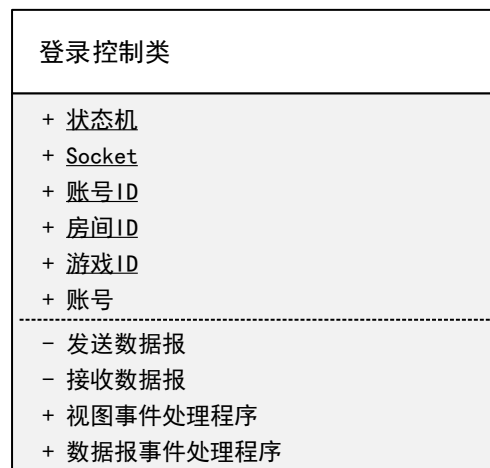 登录控制类
+ 状态机
+ Socket
+ 账号ID
+ 房间ID
+ 游戏ID
+ 账号
- 发送数据报
- 接收数据报
+ 视图事件处理程序
+ 数据报事件处理程序